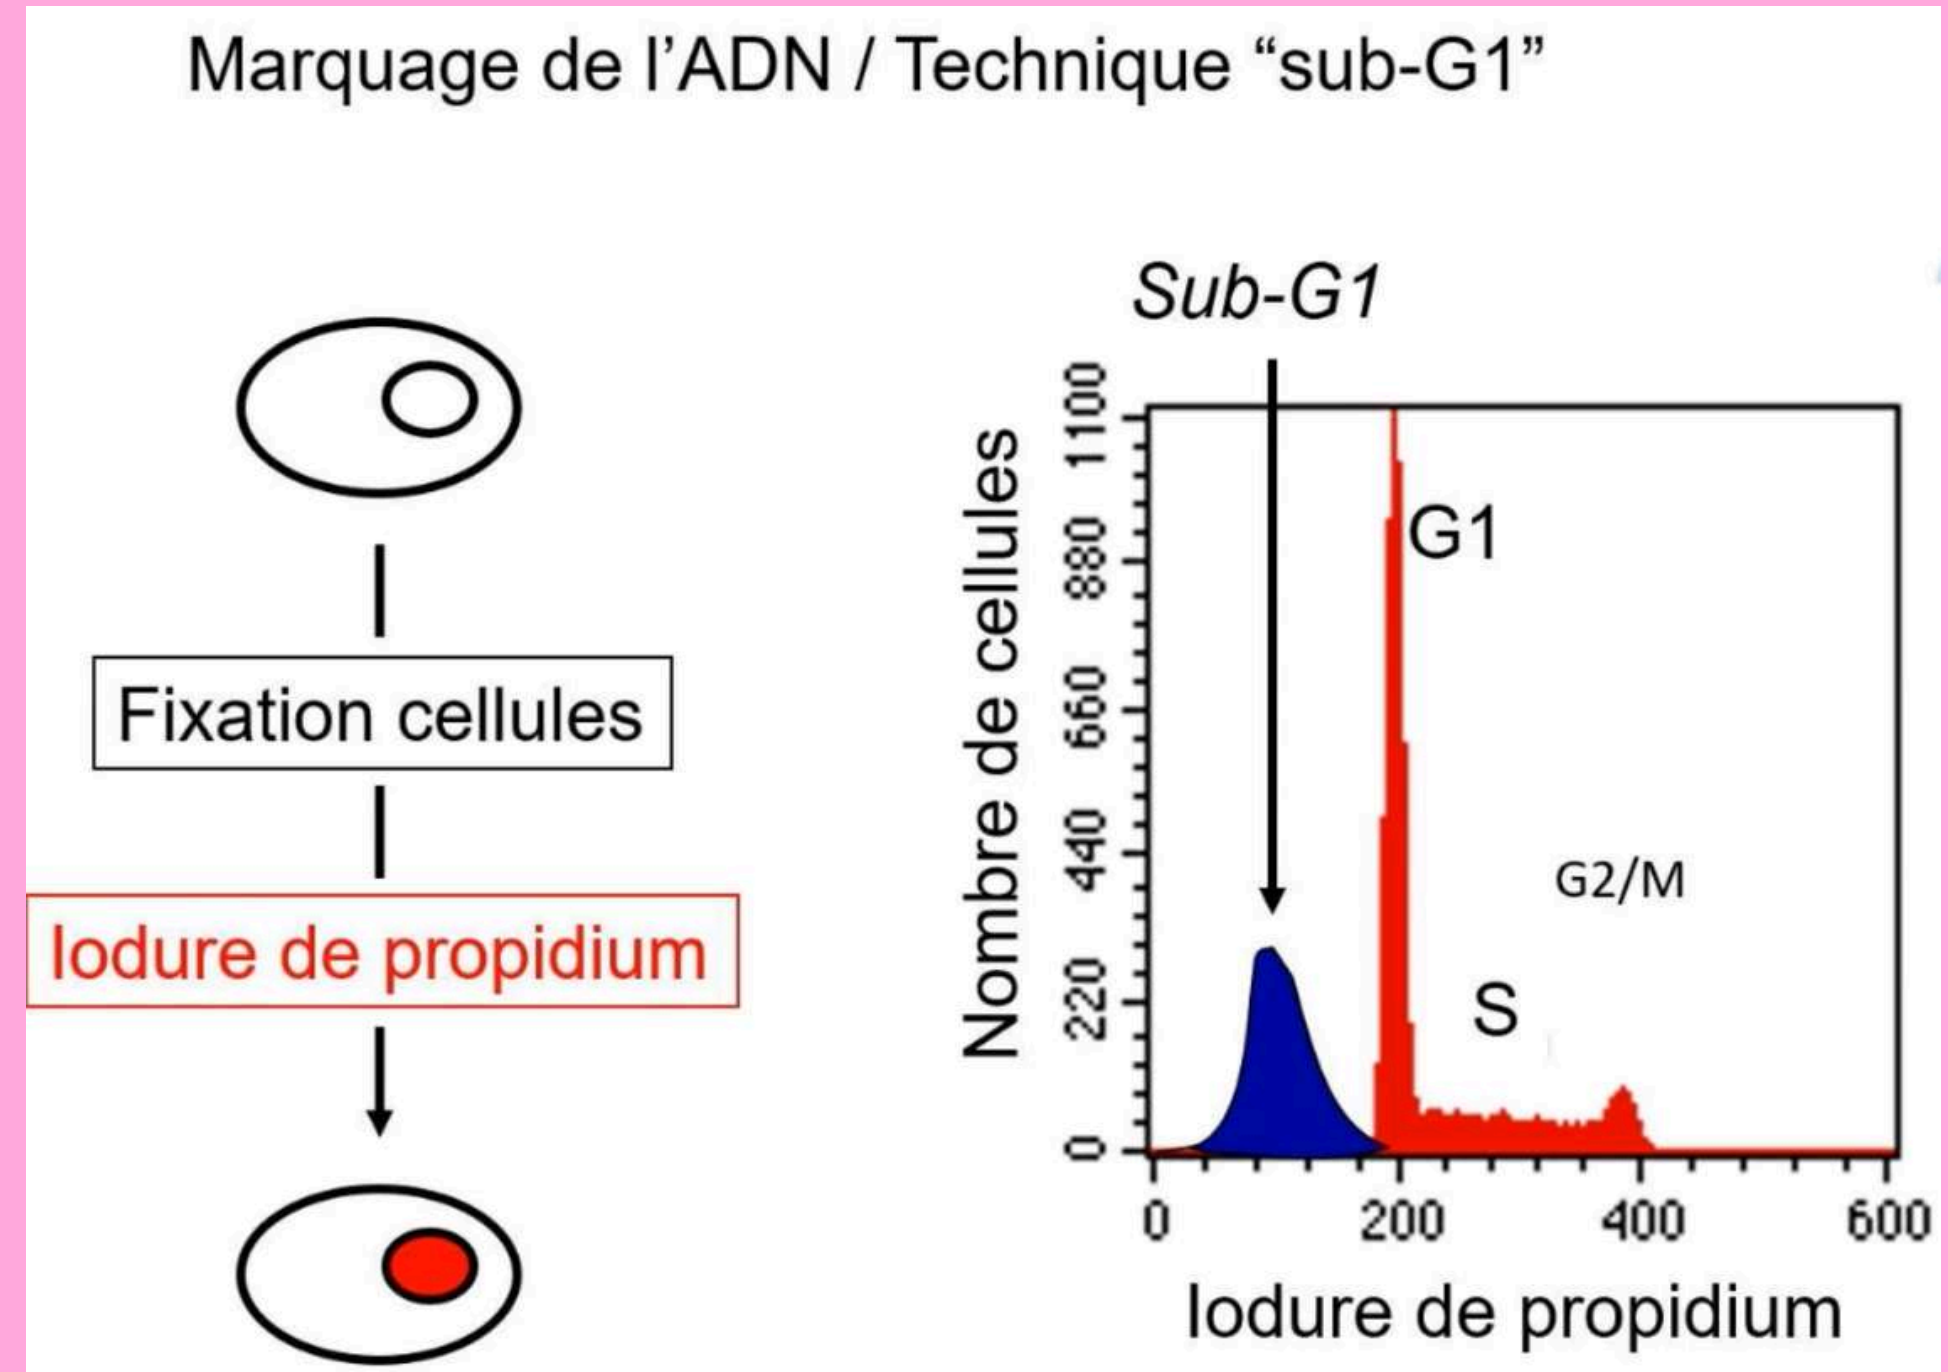 Marquage de l’ADN / Technique “sub-G1”
Fixation cellules
Iodure de propidium
Sub-G1
Nombre de cellules
1100
880
660
440
220
0
G1
G2/M
S
0 200 400 600
Iodure de propidium